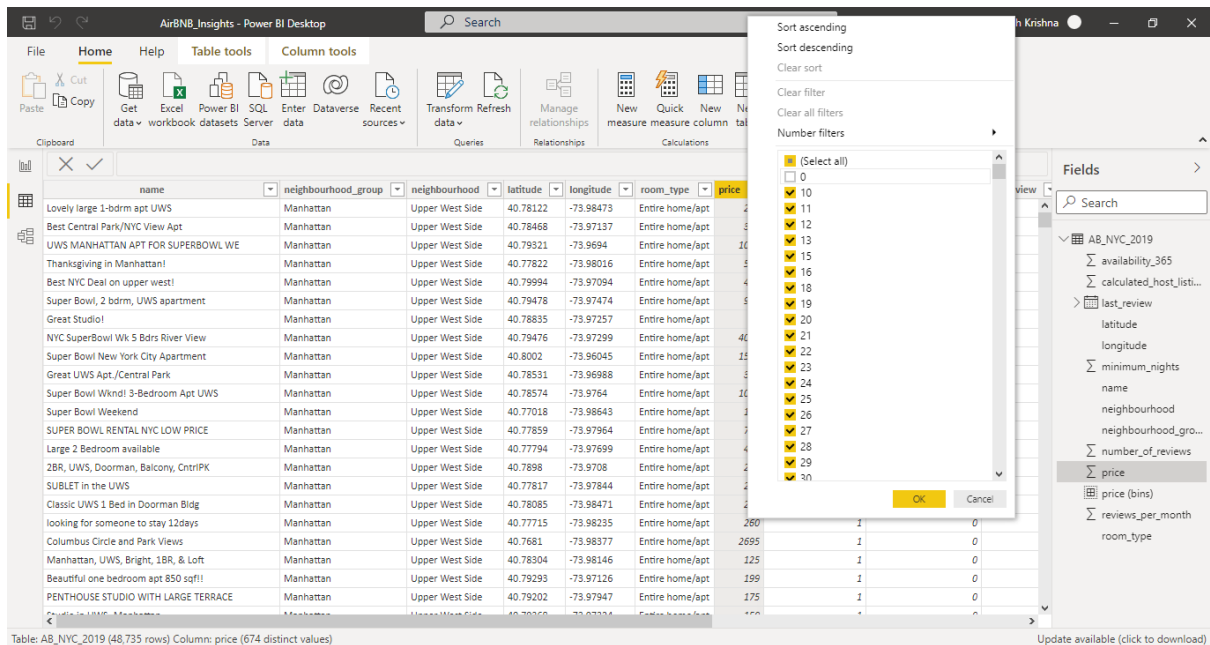 AirBNB_Insights - Power BI Desktop
Search
h Krishna
File Home Help Table tools Column tools
Paste
Cut
Copy
Get data
Excel workbook
Power BI datasets
SQL Server
Enter data
Dataverse
Recent sources
Transform data
Refresh
Manage relationships
New measure
Quick measure
New column
Clipboard
Data
Queries
Relationships
Calculations
Sort ascending
Sort descending
Clear sort
Clear filter
Clear all filters
Number filters
(Select all)
0
10
11
12
13
15
16
18
19
20
21
22
23
24
25
26
27
28
29
30
OK Cancel
name neighbourhood_group neighbourhood latitude longitude room_type price
Lovely large 1-bdrm apt UWS Manhattan Upper West Side 40.78122 -73.98473 Entire home/apt
Best Central Park/NYC View Apt Manhattan Upper West Side 40.78468 -73.97137 Entire home/apt
UWS MANHATTAN APT FOR SUPERBOWL WE Manhattan Upper West Side 40.79321 -73.9694 Entire home/apt
Thanksgiving in Manhattan! Manhattan Upper West Side 40.77822 -73.98016 Entire home/apt
Best NYC Deal on upper west! Manhattan Upper West Side 40.79994 -73.97094 Entire home/apt
Super Bowl, 2 bdrm, UWS apartment Manhattan Upper West Side 40.79478 -73.97474 Entire home/apt
Great Studio! Manhattan Upper West Side 40.78835 -73.97257 Entire home/apt
NYC SuperBowl Wk 5 Bdrs River View Manhattan Upper West Side 40.79476 -73.97299 Entire home/apt
Super Bowl New York City Apartment Manhattan Upper West Side 40.8002 -73.96045 Entire home/apt
Great UWS Apt./Central Park Manhattan Upper West Side 40.78531 -73.96988 Entire home/apt
Super Bowl Wknd! 3-Bedroom Apt UWS Manhattan Upper West Side 40.78574 -73.9764 Entire home/apt
Super Bowl Weekend Manhattan Upper West Side 40.77018 -73.98643 Entire home/apt
SUPER BOWL RENTAL NYC LOW PRICE Manhattan Upper West Side 40.77859 -73.97964 Entire home/apt
Large 2 Bedroom available Manhattan Upper West Side 40.77794 -73.97699 Entire home/apt
2BR, UWS, Doorman, Balcony, CntrlPK Manhattan Upper West Side 40.7898 -73.9708 Entire home/apt
SUBLET in the UWS Manhattan Upper West Side 40.77817 -73.97844 Entire home/apt
Classic UWS 1 Bed in Doorman Bldg Manhattan Upper West Side 40.78085 -73.98471 Entire home/apt
looking for someone to stay 12days Manhattan Upper West Side 40.77715 -73.98235 Entire home/apt 260 1 0
Columbus Circle and Park Views Manhattan Upper West Side 40.7681 -73.98377 Entire home/apt 2695 1 0
Manhattan, UWS, Bright, 1BR, & Loft Manhattan Upper West Side 40.78304 -73.98146 Entire home/apt 125 1 0
Beautiful one bedroom apt 850 sqf!! Manhattan Upper West Side 40.79293 -73.97126 Entire home/apt 199 1 0
PENTHOUSE STUDIO WITH LARGE TERRACE Manhattan Upper West Side 40.79202 -73.97947 Entire home/apt 175 1 0
Fields
Search
AB_NYC_2019
availability_365
calculated_host_listi...
last_review
latitude
longitude
minimum_nights
name
neighbourhood
neighbourhood_gro...
number_of_reviews
price
price (bins)
reviews_per_month
room_type
Table: AB_NYC_2019 (48,735 rows) Column: price (674 distinct values)
Update available (click to download)